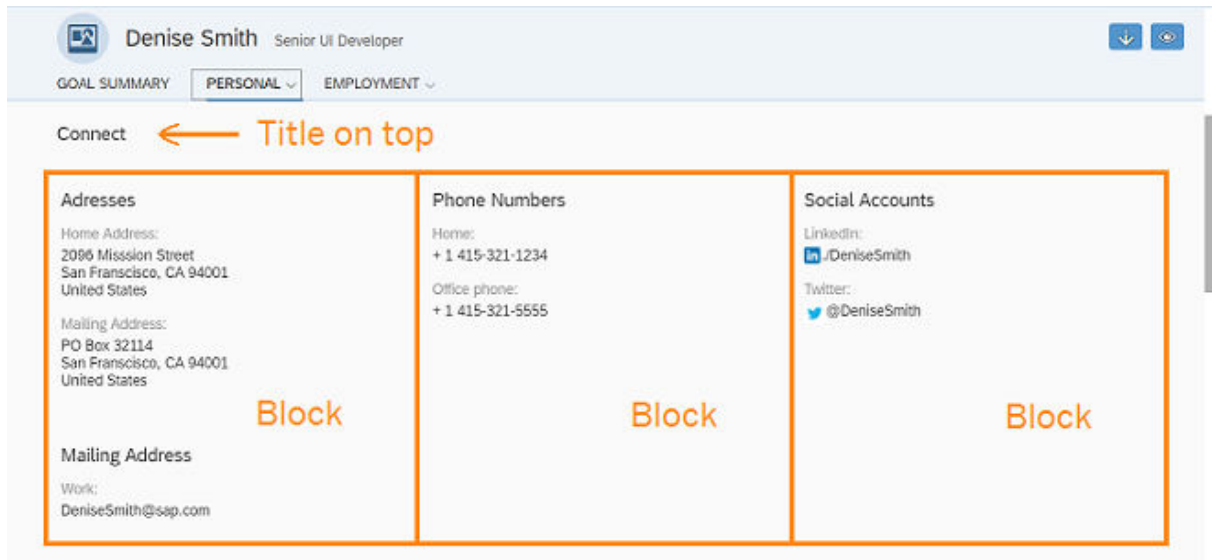 Denise Smith Senior UI Developer
GOAL SUMMARY PERSONAL EMPLOYMENT
Connect
Title on top
Adresses
Home Address:
2096 Misssion Street
San Franscisco, CA 94001
United States
Mailing Address:
PO Box 32114
San Franscisco, CA 94001
United States
Block
Mailing Address
Work:
DeniseSmith@sap.com
Phone Numbers
Home:
+ 1 415-321-1234
Office phone:
+ 1 415-321-5555
Block
Social Accounts
LinkedIn:
in /DeniseSmith
Twitter:
@DeniseSmith
Block